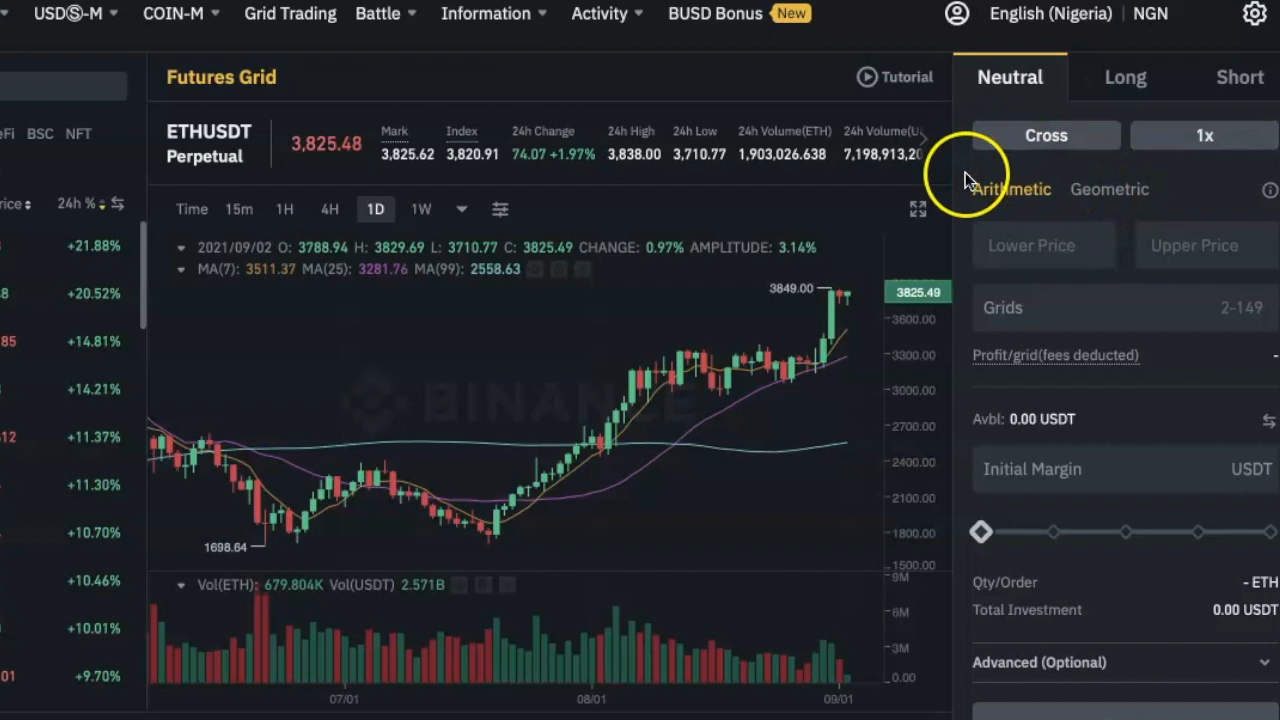 USDⓈ-M COIN-M Grid Trading Battle Information Activity BUSD Bonus New English (Nigeria) NGN
Futures Grid Tutorial Neutral Long Short
BSC NFT
ETHUSDT Perpetual 3,825.48
Mark Index 24h Change 24h High 24h Low 24h Volume(ETH) 24h Volume(U
3,825.62 3,820.91 74.07 +1.97% 3,838.00 3,710.77 1,903,026.638 7,198,913,20
Cross 1x
Arithmetic Geometric
24h %
Time 15m 1H 4H 1D 1W
2021/09/02 O: 3788.94 H: 3829.69 L: 3710.77 C: 3825.49 CHANGE: 0.97% AMPLITUDE: 3.14%
MA(7): 3511.37 MA(25): 3281.76 MA(99): 2558.63
+21.88%
+20.52%
+14.81%
+14.21%
+11.37%
+11.30%
+10.70%
+10.46%
+10.01%
+9.70%
3849.00
3825.49
3600.00
3300.00
3000.00
2700.00
2400.00
2100.00
1800.00
1500.00
1698.64
BINANCE
Vol(ETH): 679.804K Vol(USDT) 2.571B
9M
6M
3M
0.00
07/01 08/01 09/01
Lower Price Upper Price
Grids 2-149
Profit/grid(fees deducted) -
Avbl: 0.00 USDT
Initial Margin USDT
Qty/Order - ETH
Total Investment 0.00 USDT
Advanced (Optional)